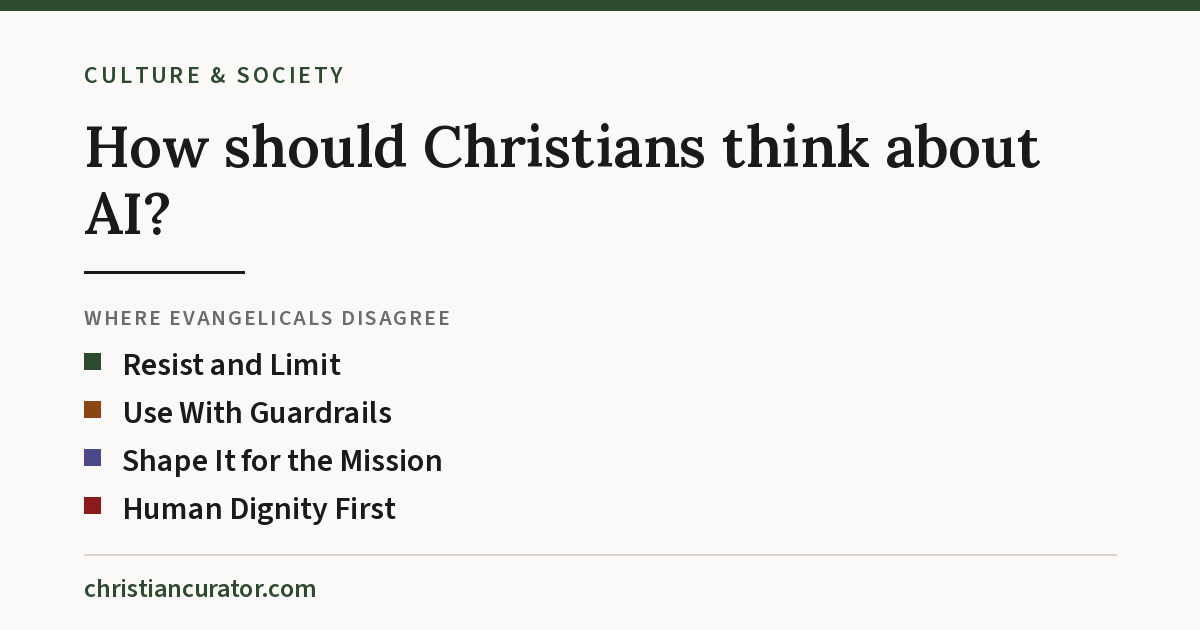 CULTURE & SOCIETY
How should Christians think about
AI?
WHERE EVANGELICALS DISAGREE
Resist and Limit
Use With Guardrails
Shape It for the Mission
Human Dignity First
christiancurator.com